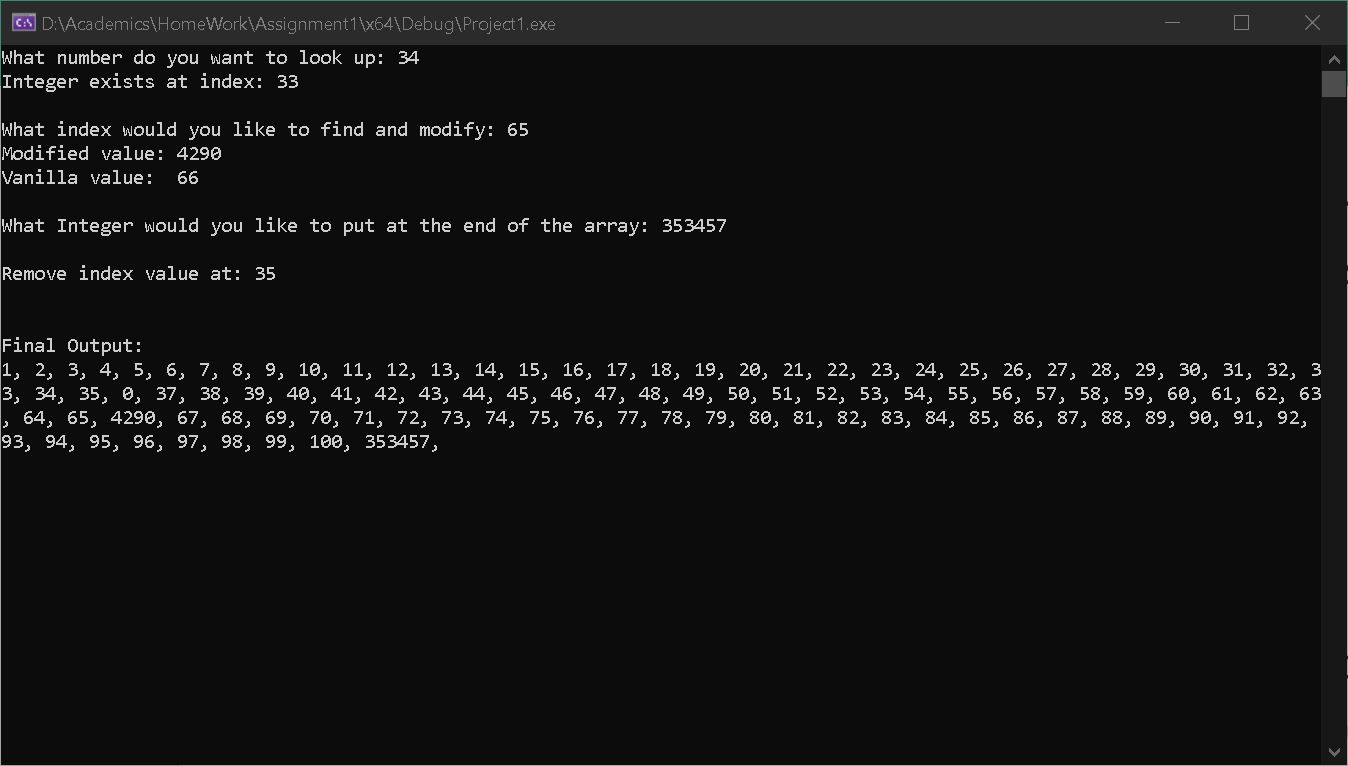 D:\Academics\HomeWork\Assignment1\x64\Debug\Project1.exe
What number do you want to look up: 34
Integer exists at index: 33
What index would you like to find and modify: 65
Modified value: 4290
Vanilla value:  66
What Integer would you like to put at the end of the array: 353457
Remove index value at: 35
Final Output:
1, 2, 3, 4, 5, 6, 7, 8, 9, 10, 11, 12, 13, 14, 15, 16, 17, 18, 19, 20, 21, 22, 23, 24, 25, 26, 27, 28, 29, 30, 31, 32, 3
3, 34, 35, 0, 37, 38, 39, 40, 41, 42, 43, 44, 45, 46, 47, 48, 49, 50, 51, 52, 53, 54, 55, 56, 57, 58, 59, 60, 61, 62, 63
, 64, 65, 4290, 67, 68, 69, 70, 71, 72, 73, 74, 75, 76, 77, 78, 79, 80, 81, 82, 83, 84, 85, 86, 87, 88, 89, 90, 91, 92,
93, 94, 95, 96, 97, 98, 99, 100, 353457,